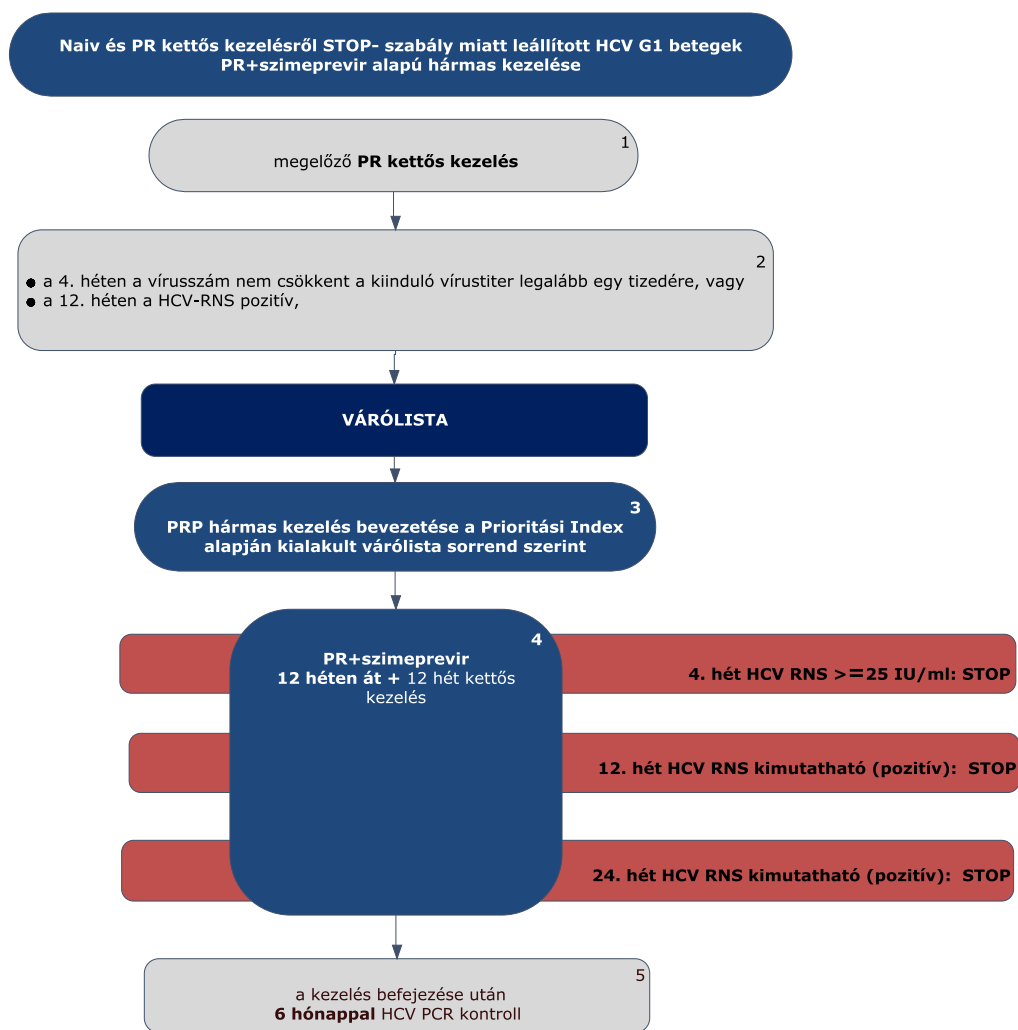 Naiv és PR kettős kezelésről STOP- szabály miatt leállított HCV G1 betegek
PR+szimeprevir alapú hármas kezelése
1
megelőző PR kettős kezelés
2
● a 4. héten a vírusszám nem csökkent a kiinduló vírustiter legalább egy tizedére, vagy
● a 12. héten a HCV-RNS pozitív,
VÁRÓLISTA
3
PRP hármas kezelés bevezetése a Prioritási Index
alapján kialakult várólista sorrend szerint
4
PR+szimeprevir
12 héten át + 12 hét kettős
kezelés
4. hét HCV RNS >=25 IU/ml: STOP
12. hét HCV RNS kimutatható (pozitív): STOP
24. hét HCV RNS kimutatható (pozitív): STOP
5
a kezelés befejezése után
6 hónappal HCV PCR kontroll